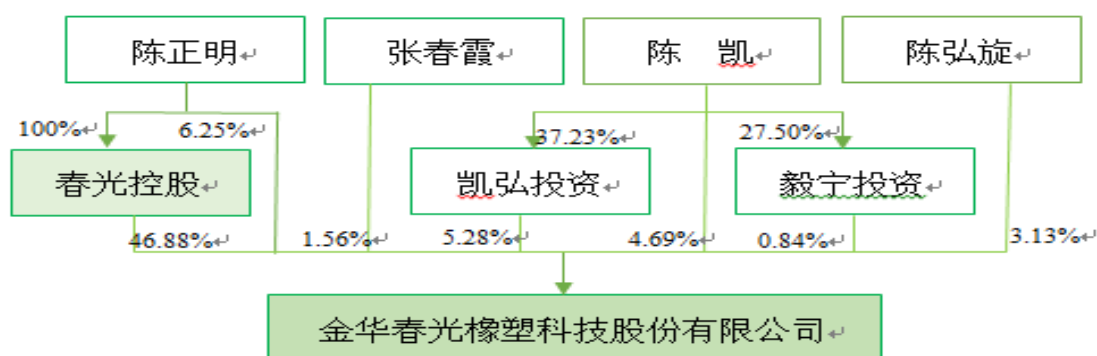 陈正明 张春霞 陈 凯 陈弘旋
100% 6.25% 37.23% 27.50%
春光控股 凯弘投资 毅宁投资
46.88% 1.56% 5.28% 4.69% 0.84% 3.13%
金华春光橡塑科技股份有限公司